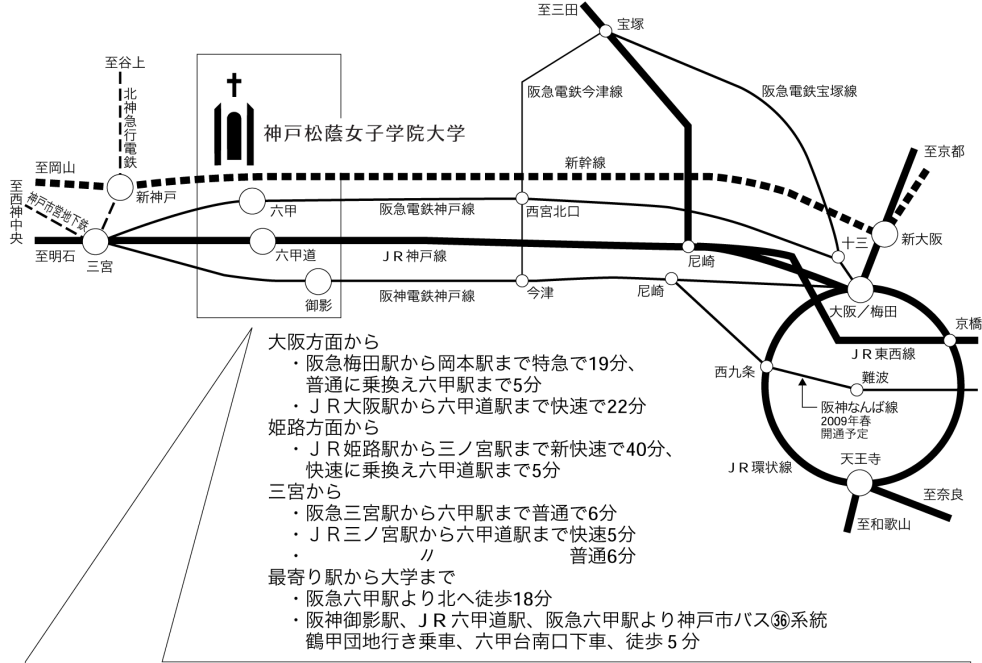 至三田
宝塚
至谷上
北神急行電鉄
阪急電鉄今津線
阪急電鉄宝塚線
神戸松蔭女子学院大学
至京都
至岡山
新幹線
至西神中央
神戸市営地下鉄
新神戸
六甲
阪急電鉄神戸線
西宮北口
十三
新大阪
至明石
三宮
六甲道
JR神戸線
尼崎
御影
阪神電鉄神戸線
今津
尼崎
大阪／梅田
京橋
JR東西線
西九条
難波
阪神なんば線
2009年春
開通予定
JR環状線
天王寺
至奈良
至和歌山
大阪方面から
・阪急梅田駅から岡本駅まで特急で19分、
普通に乗換え六甲駅まで5分
・ＪＲ大阪駅から六甲道駅まで快速で22分
姫路方面から
・ＪＲ姫路駅から三ノ宮駅まで新快速で40分、
快速に乗換え六甲道駅まで5分
三宮から
・阪急三宮駅から六甲駅まで普通で6分
・ＪＲ三ノ宮駅から六甲道駅まで快速5分
・　〃　普通6分
最寄り駅から大学まで
・阪急六甲駅より北へ徒歩18分
・阪神御影駅、ＪＲ六甲道駅、阪急六甲駅より神戸市バス㊱系統
鶴甲団地行き乗車、六甲台南口下車、徒歩５分